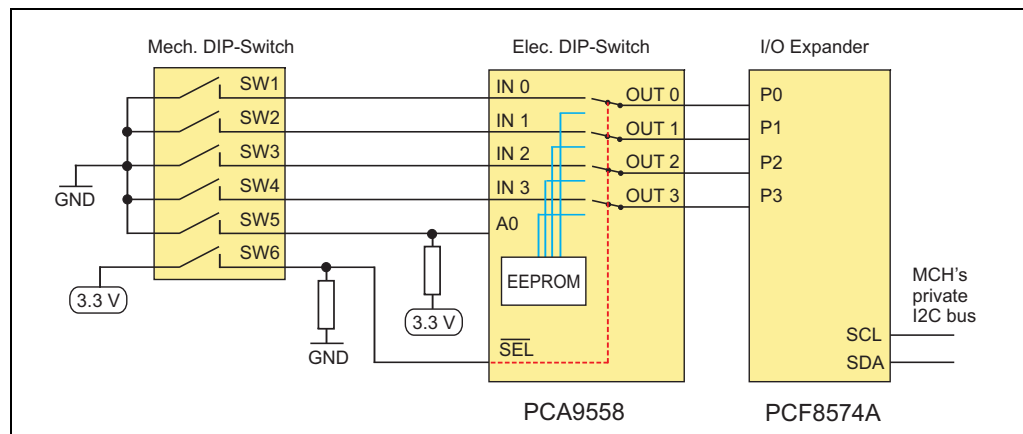 Mech. DIP-Switch
Elec. DIP-Switch
I/O Expander
SW1
SW2
SW3
SW4
SW5
SW6
GND
3.3 V
GND
3.3 V
IN 0
IN 1
IN 2
IN 3
A0
EEPROM
SEL
OUT 0
OUT 1
OUT 2
OUT 3
P0
P1
P2
P3
SCL
SDA
MCH's
private
I2C bus
PCA9558
PCF8574A